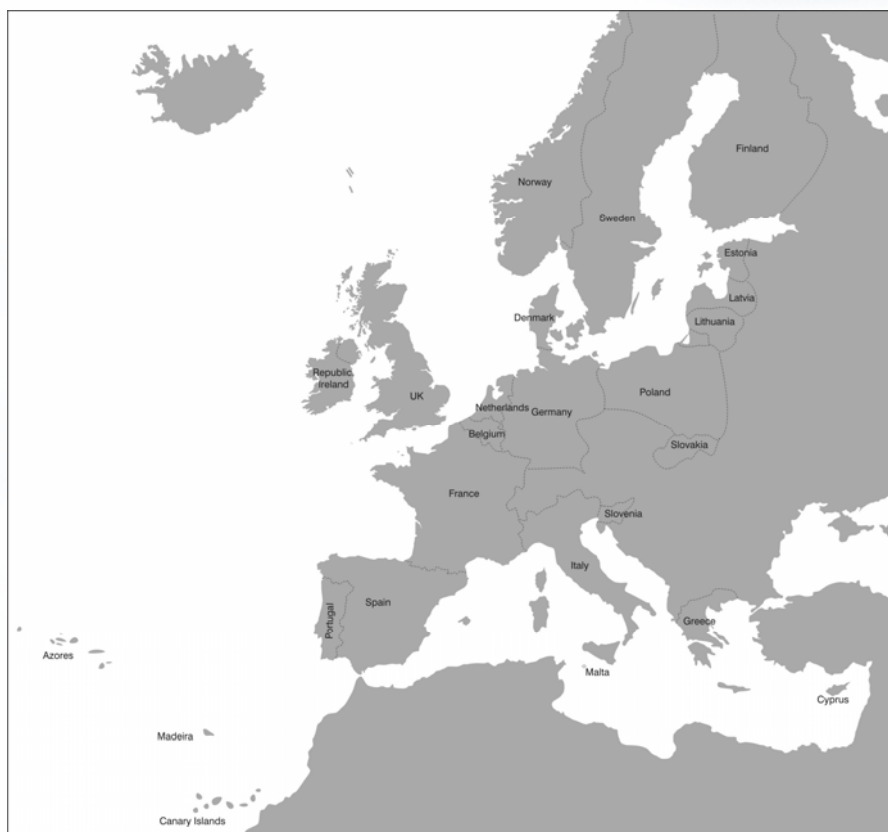 Finland
Norway
Sweden
Estonia
Latvia
Denmark
Lithuania
Republic.
Ireland
UK
Netherlands
Germany
Poland
Belgium
Slovakia
France
Slovenia
Italy
Spain
Portugal
Greece
Azores
Malta
Cyprus
Madeira
Canary Islands